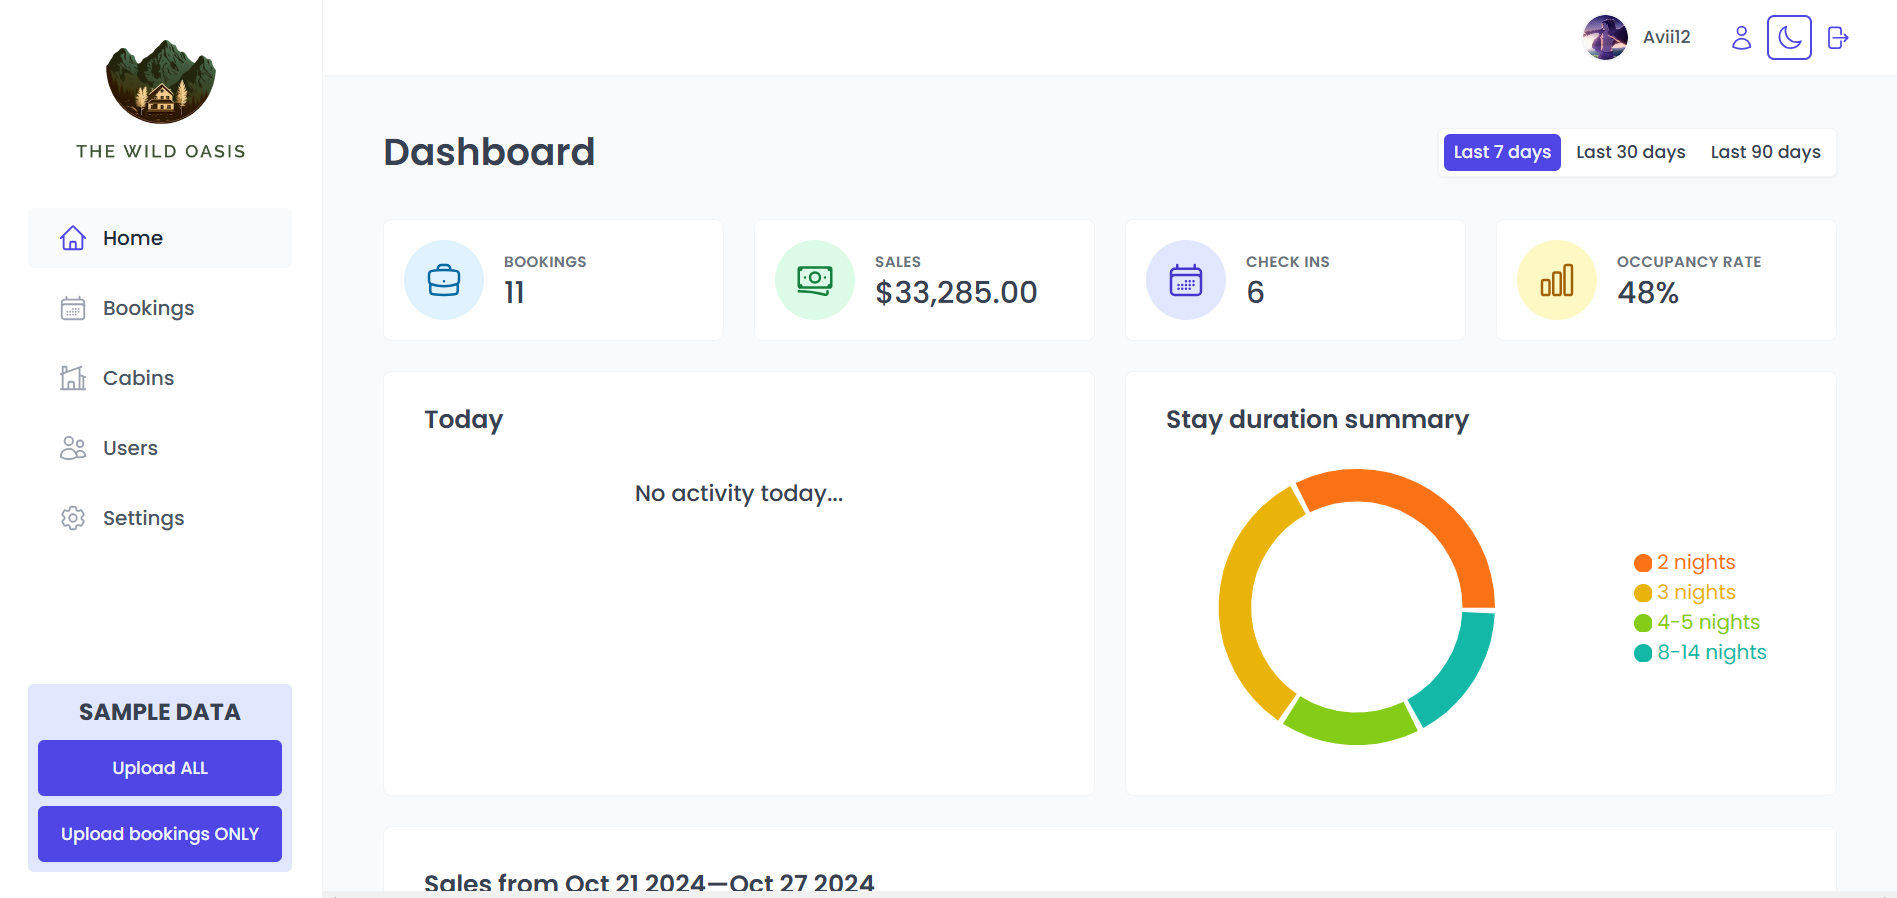 THE WILD OASIS
Home
Bookings
Cabins
Users
Settings
SAMPLE DATA
Upload ALL
Upload bookings ONLY
Avii12
Dashboard
Last 7 days Last 30 days Last 90 days
BOOKINGS
11
SALES
$33,285.00
CHECK INS
6
OCCUPANCY RATE
48%
Today
No activity today...
Stay duration summary
2 nights
3 nights
4-5 nights
8-14 nights
Sales from Oct 21 2024—Oct 27 2024